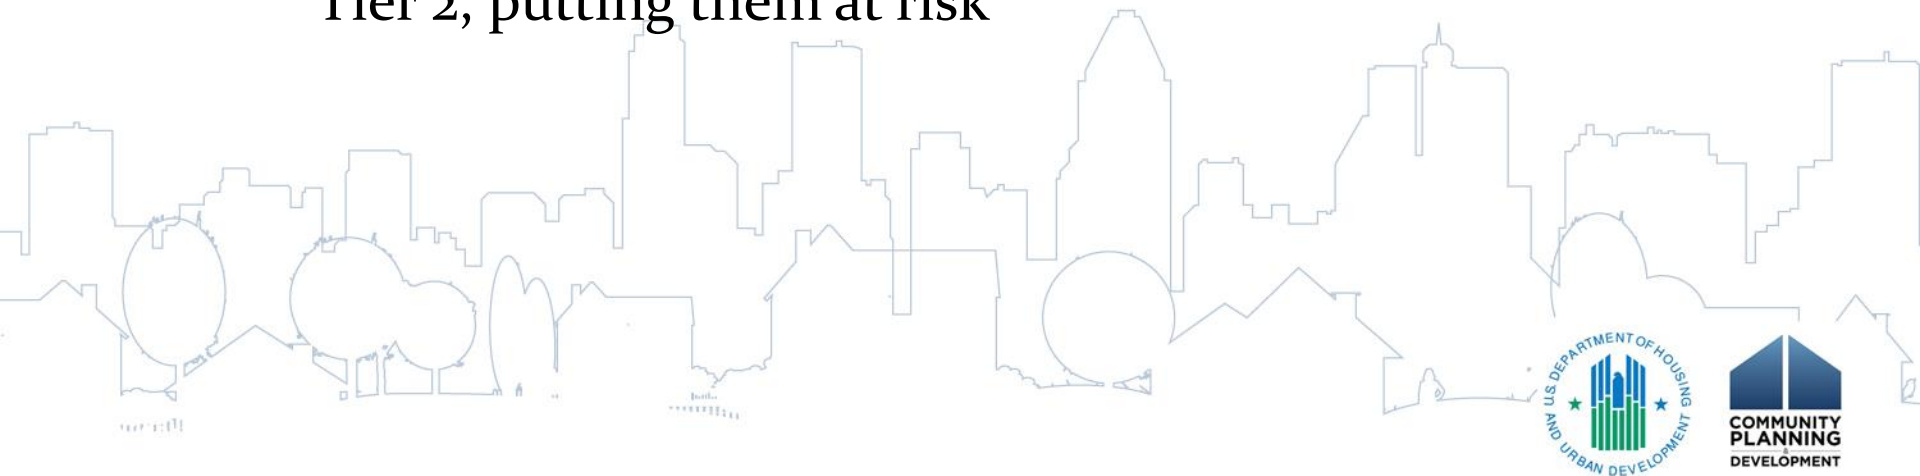 Tier 2, putting them at risk
U.S. DEPARTMENT OF HOUSING
AND URBAN DEVELOPMENT
COMMUNITY
PLANNING
&
DEVELOPMENT